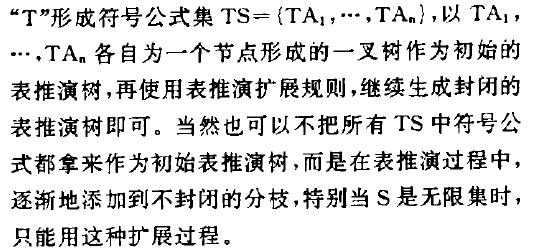 “T”形成符号公式集 TS={TA₁,…,TAₙ},以 TA₁,
…,TAₙ 各自为一个节点形成的一叉树作为初始的
表推演树,再使用表推演扩展规则,继续生成封闭的
表推演树即可。当然也可以不把所有 TS 中符号公
式都拿来作为初始表推演树,而是在表推演过程中,
逐渐地添加到不封闭的分枝,特别当 S 是无限集时,
只能用这种扩展过程。